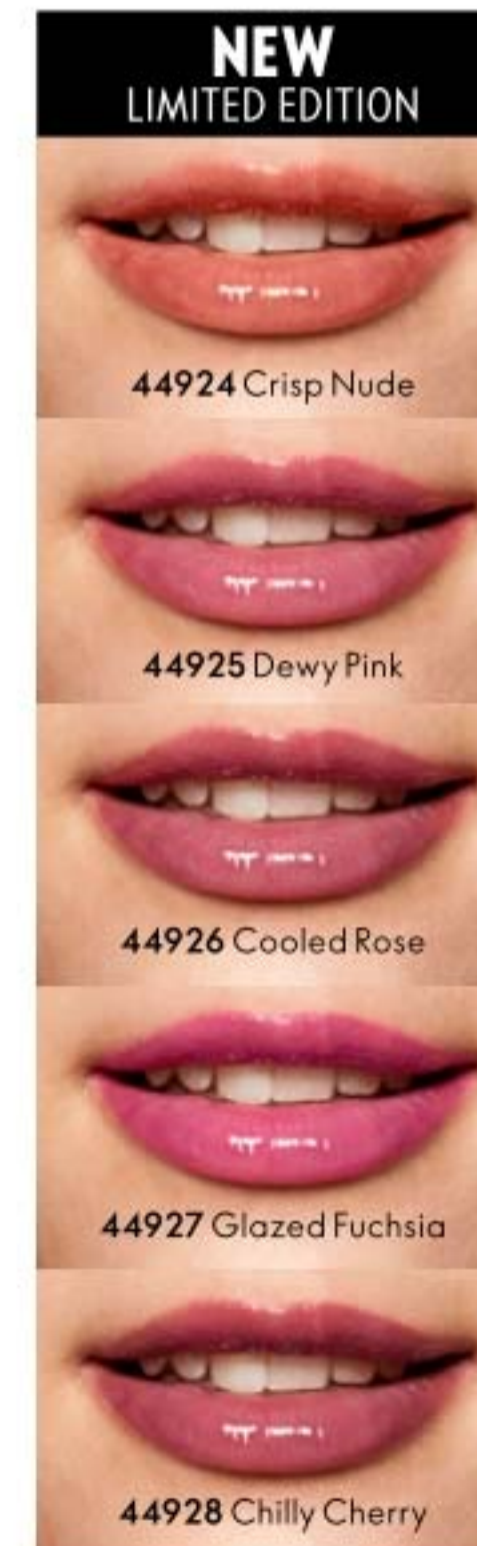 NEW
LIMITED EDITION
44924 Crisp Nude
44925 Dewy Pink
44926 Cooled Rose
44927 Glazed Fuchsia
44928 Chilly Cherry